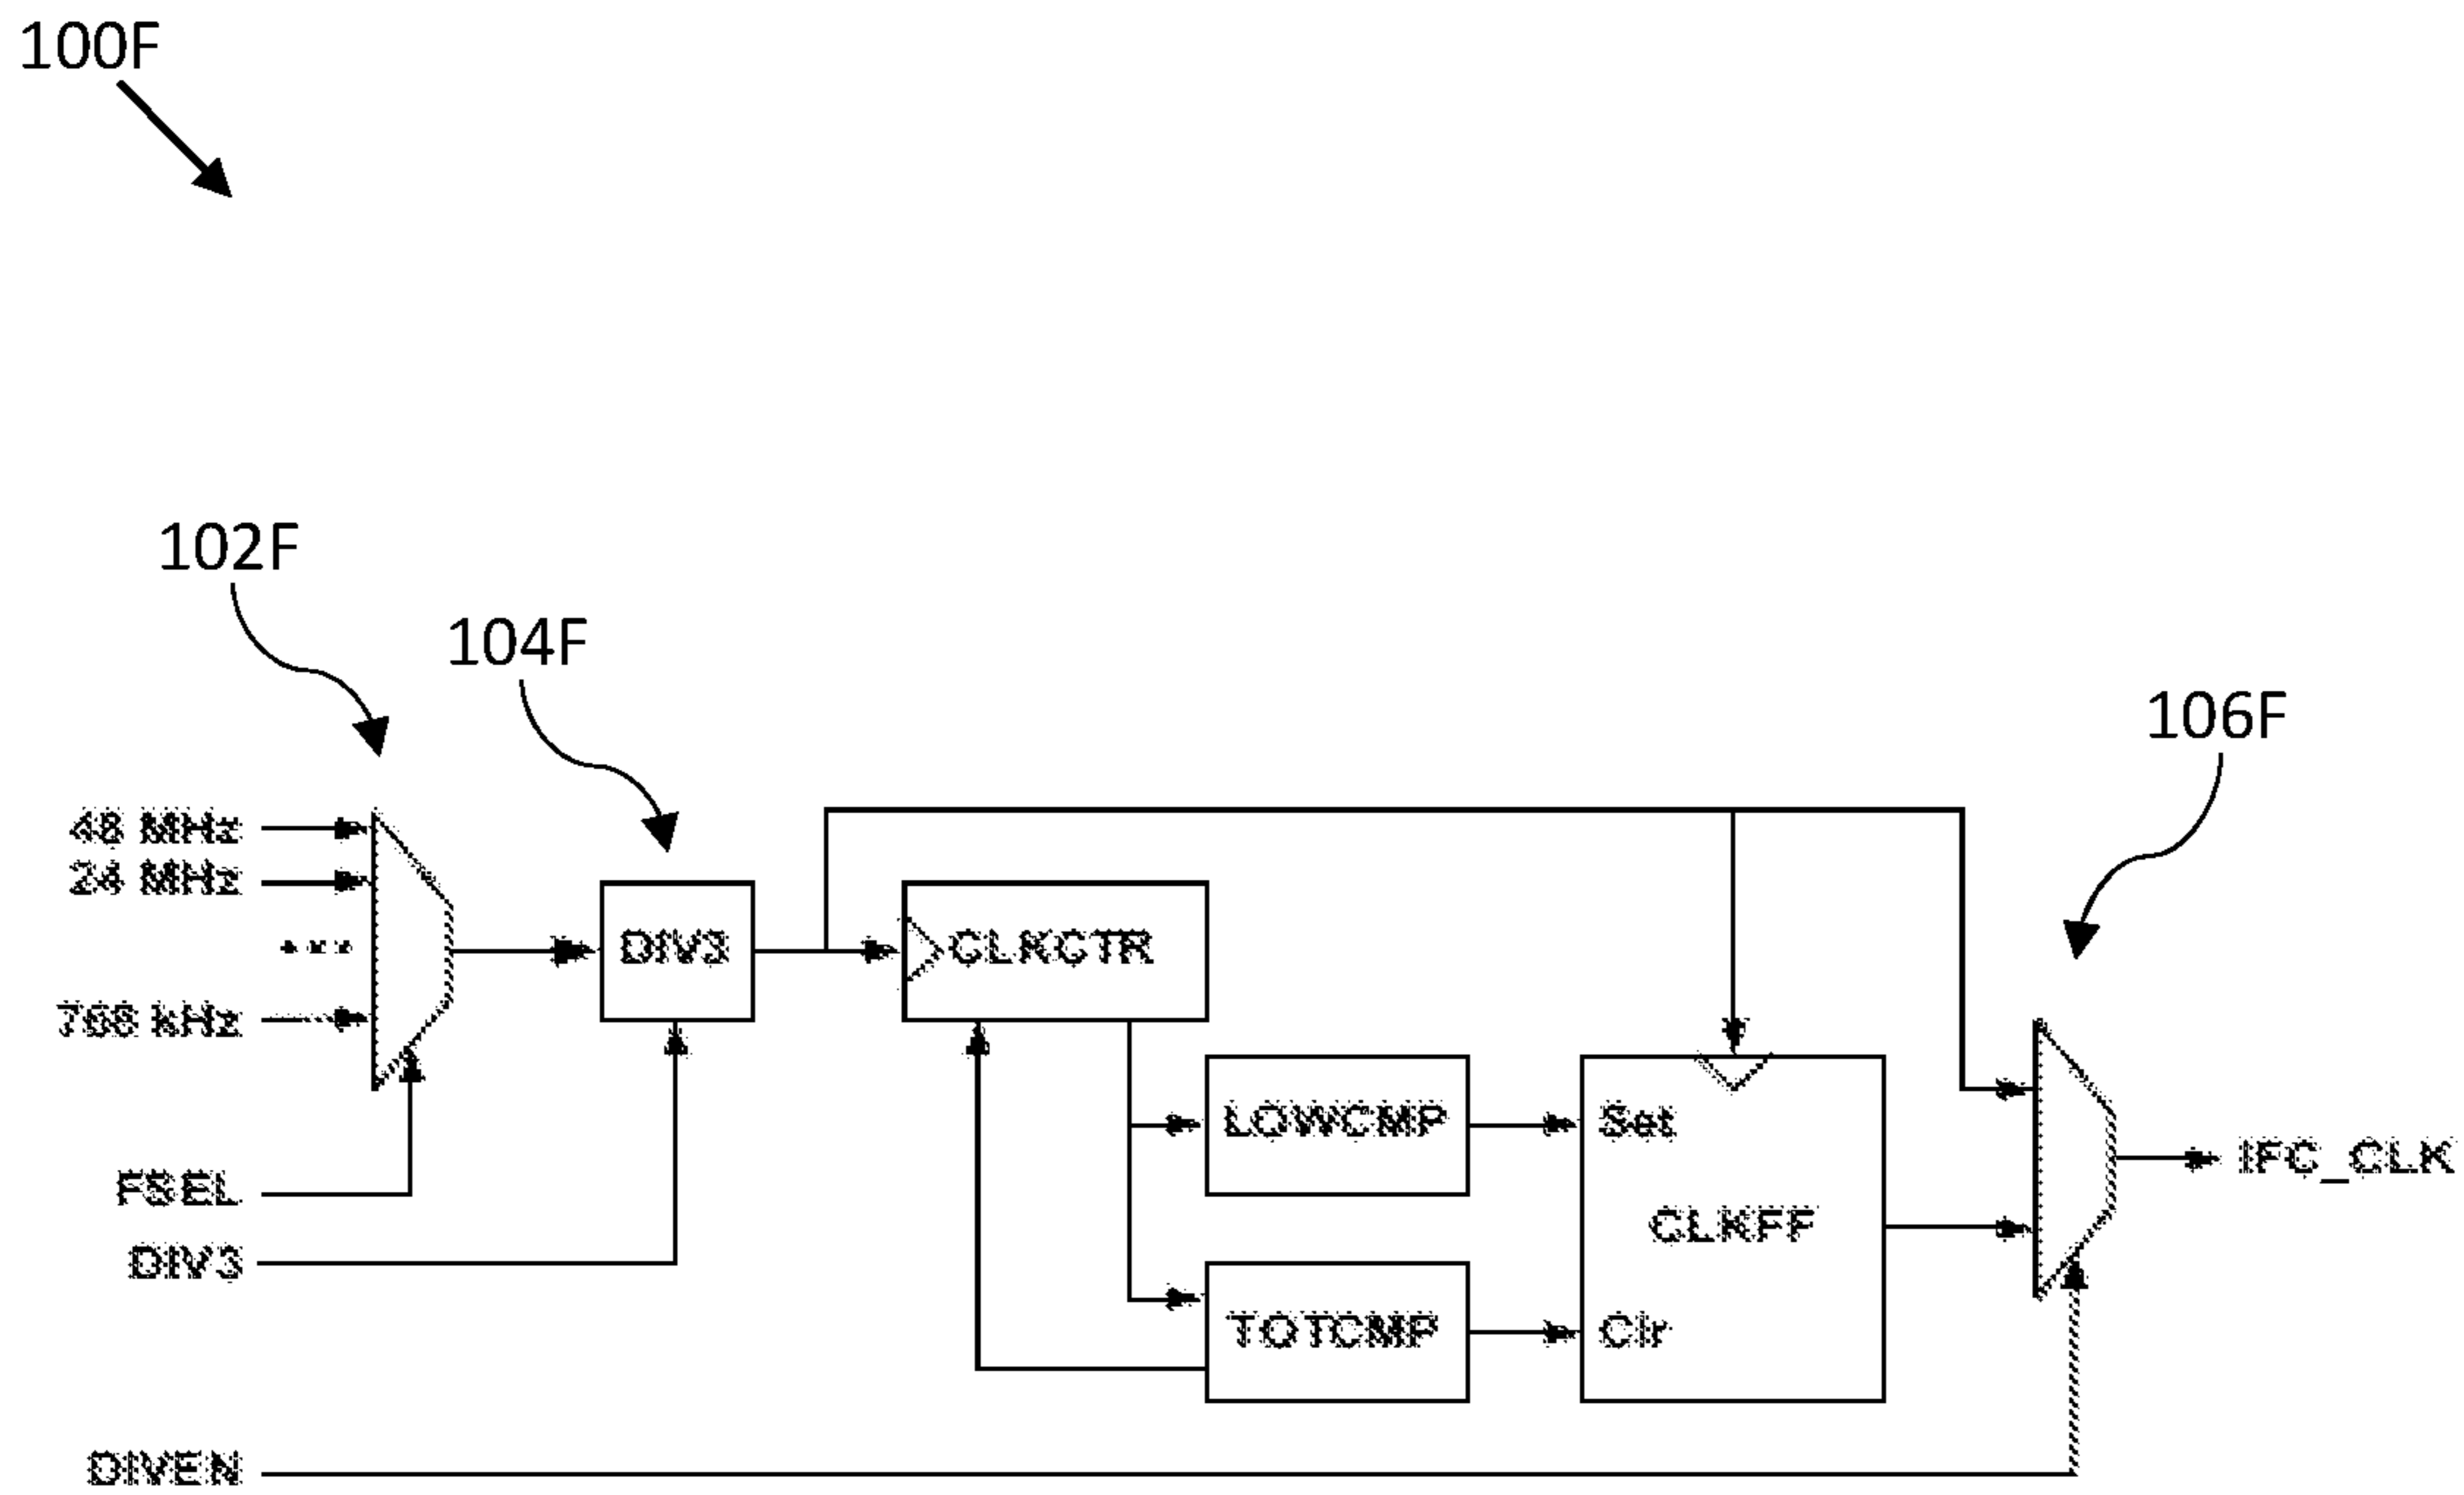 100F
102F
104F
106F
48 MHz
24 MHz
...
DIV3
CLKCTR
768 kHz
LOWCMP
Set
IFC_CLK
FSEL
CLKFF
DIV3
TOTCMP
Clr
DIVEN